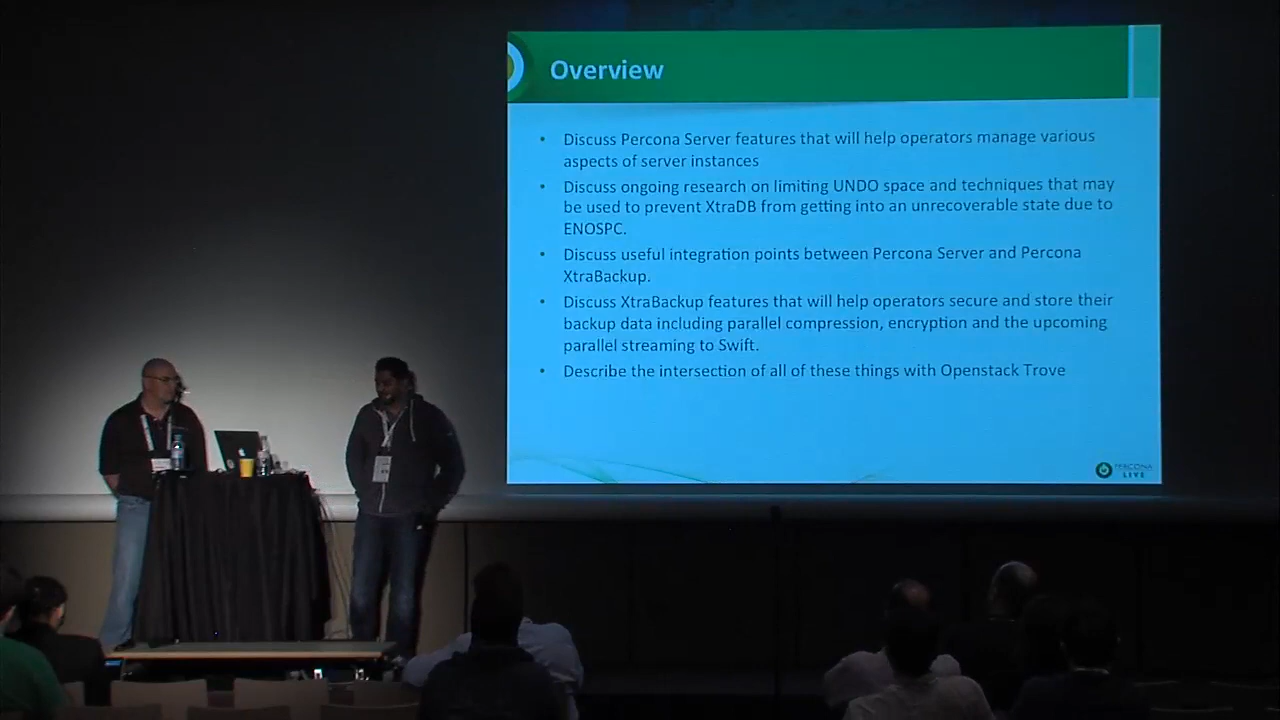 Overview
• Discuss Percona Server features that will help operators manage various
aspects of server instances
• Discuss ongoing research on limiting UNDO space and techniques that may
be used to prevent XtraDB from getting into an unrecoverable state due to
ENOSPC.
• Discuss useful integration points between Percona Server and Percona
XtraBackup.
• Discuss XtraBackup features that will help operators secure and store their
backup data including parallel compression, encryption and the upcoming
parallel streaming to Swift.
• Describe the intersection of all of these things with Openstack Trove
PERCONA
LIVE